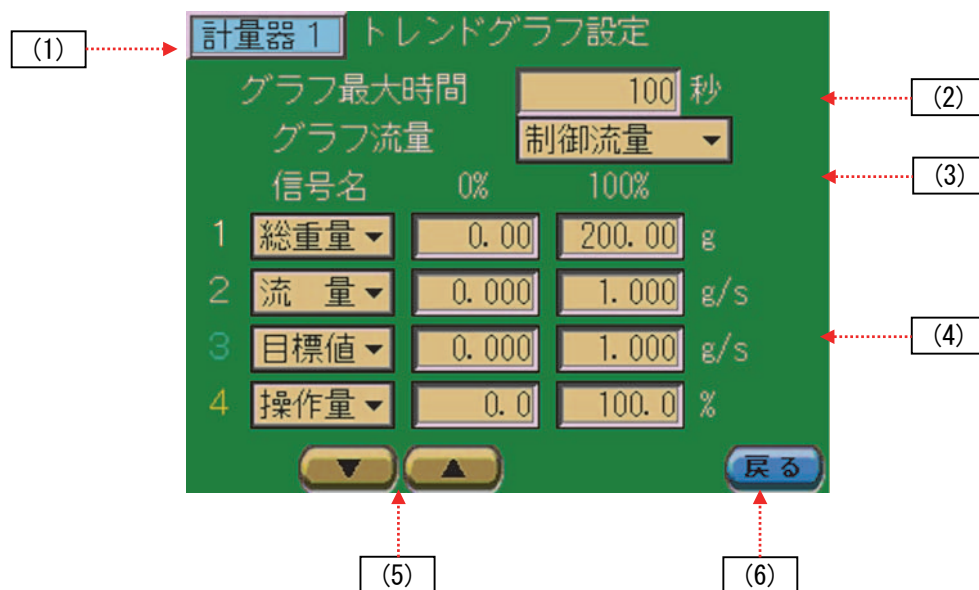 (1) 計量器 1 トレンドグラフ設定
グラフ最大時間 100 秒 (2)
グラフ流量 制御流量 ▼
信号名 0% 100% (3)
1 総重量▼ 0.00 200.00 g
2 流 量▼ 0.000 1.000 g/s
3 目標値▼ 0.000 1.000 g/s (4)
4 操作量▼ 0.0 100.0 %
▼ ▲ 戻る
(5) (6)